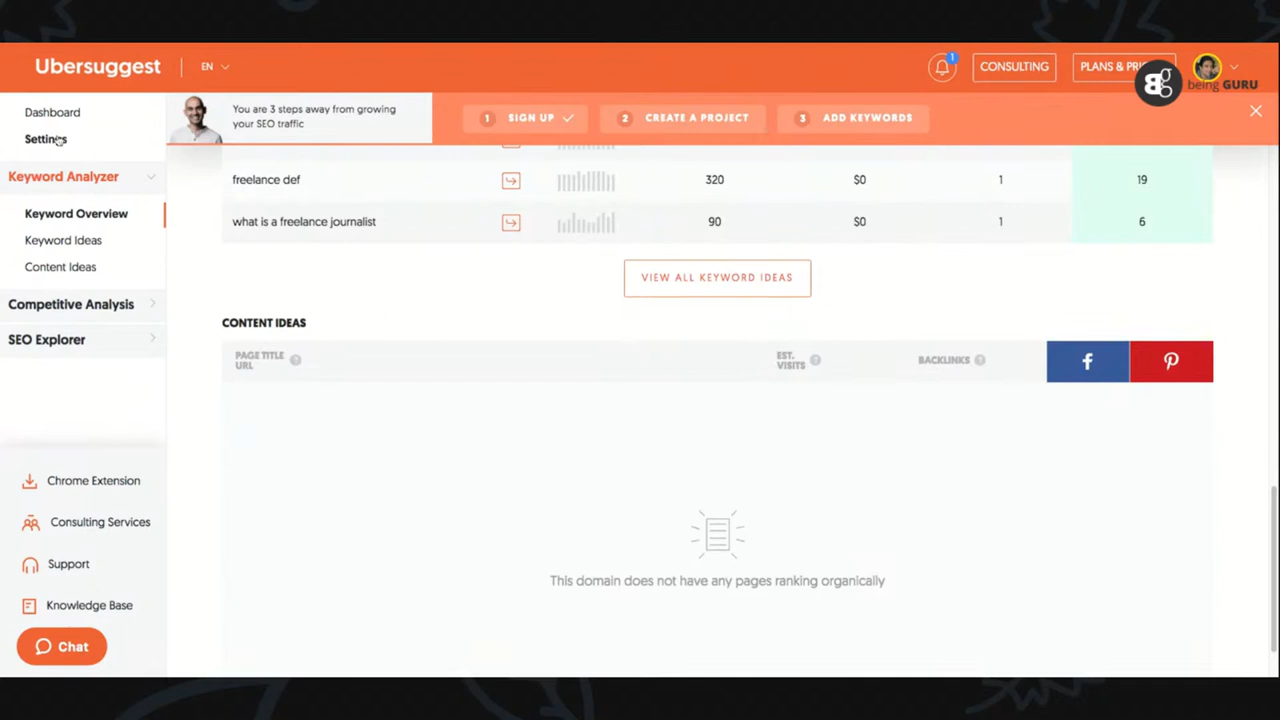 Ubersuggest
EN
1
CONSULTING
PLANS & PRI
being GURU
Dashboard
Settings
Keyword Analyzer
Keyword Overview
Keyword Ideas
Content Ideas
Competitive Analysis
SEO Explorer
Chrome Extension
Consulting Services
Support
Knowledge Base
Chat
You are 3 steps away from growing
your SEO traffic
1 SIGN UP
2 CREATE A PROJECT
3 ADD KEYWORDS
freelance def 320 $0 1 19
what is a freelance journalist 90 $0 1 6
VIEW ALL KEYWORD IDEAS
CONTENT IDEAS
PAGE TITLE
URL
EST.
VISITS
BACKLINKS
This domain does not have any pages ranking organically